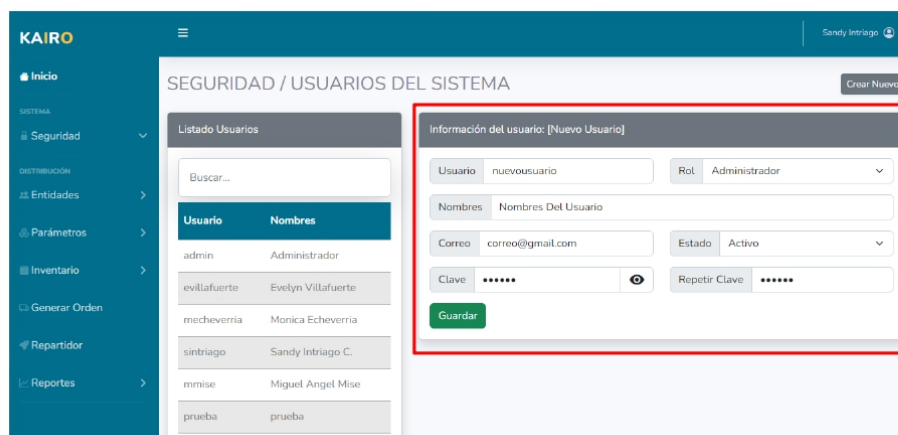 KAIRO
Sandy Intriago
Inicio
SISTEMA
Seguridad
DISTRIBUCIÓN
Entidades
Parámetros
Inventario
Generar Orden
Repartidor
Reportes
SEGURIDAD / USUARIOS DEL SISTEMA
Crear Nuevo
Listado Usuarios
Buscar...
Usuario Nombres
admin Administrador
evillafuerte Evelyn Villafuerte
mecheverria Monica Echeverria
sintriago Sandy Intriago C.
mmise Miguel Angel Mise
prueba prueba
Información del usuario: [Nuevo Usuario]
Usuario nuevousuario Rol Administrador
Nombres Nombres Del Usuario
Correo correo@gmail.com Estado Activo
Clave •••••• Repetir Clave ••••••
Guardar